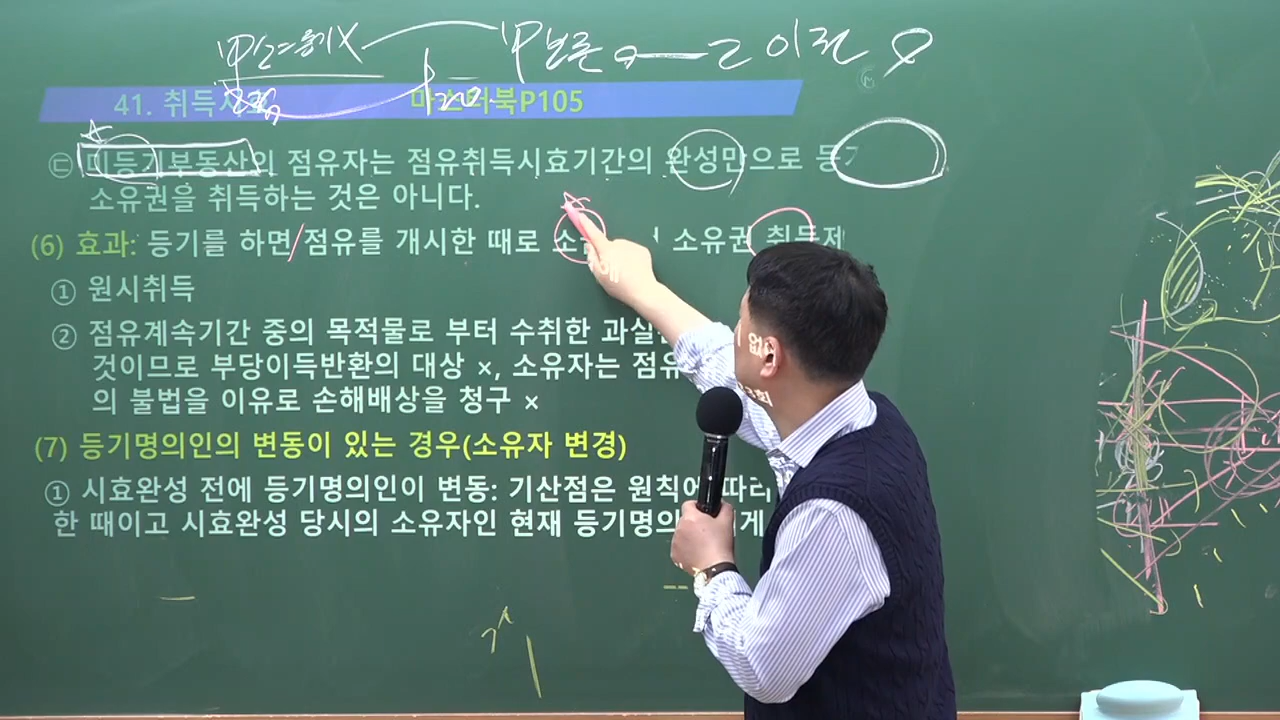 이전
41. 취득시 마스터북P105
㉢ 미등기부동산의 점유자는 점유취득시효기간의 완성만으로 등기
소유권을 취득하는 것은 아니다.
(6) 효과: 등기를 하면 점유를 개시한 때로 소유권 취득
① 원시취득
② 점유계속기간 중의 목적물로 부터 수취한 과실
것이므로 부당이득반환의 대상 ×, 소유자는 점유
의 불법을 이유로 손해배상을 청구 ×
(7) 등기명의인의 변동이 있는 경우(소유자 변경)
① 시효완성 전에 등기명의인이 변동: 기산점은 원칙에 따라
한 때이고 시효완성 당시의 소유자인 현재 등기명의 게